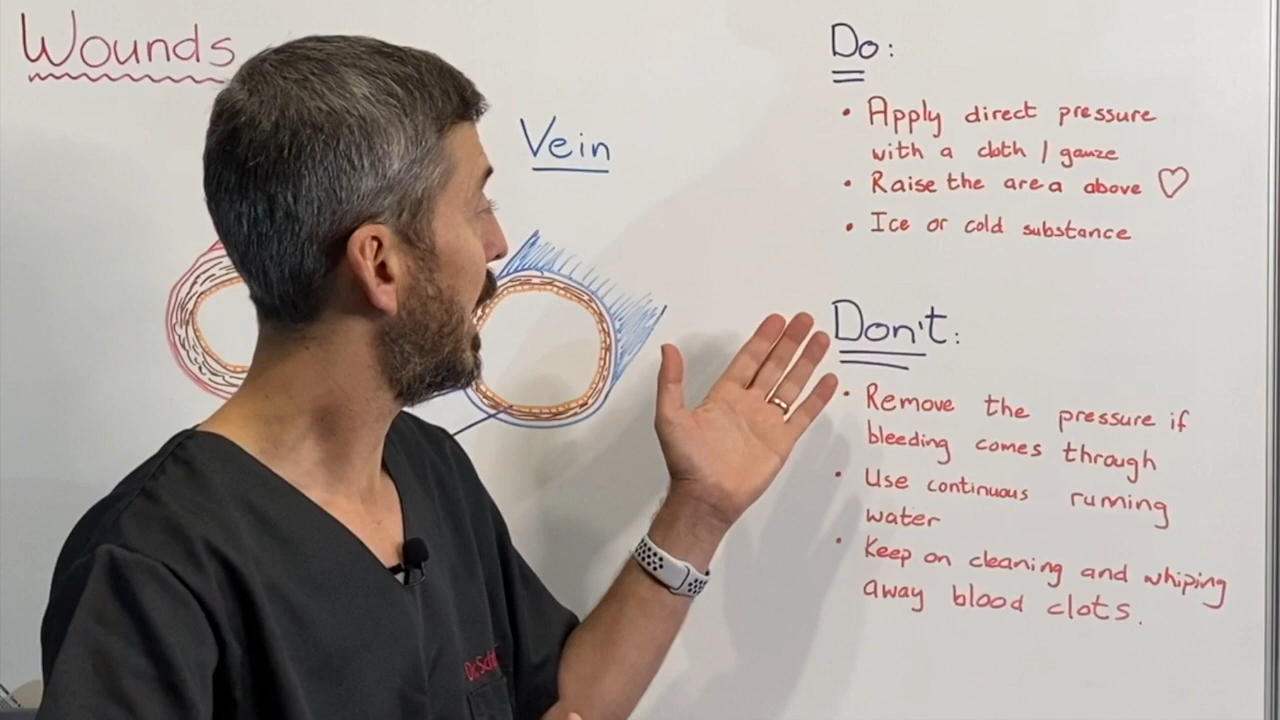 Wounds
Vein
Do:
• Apply direct pressure
with a cloth / gauze
• Raise the area above ♡
• Ice or cold substance
Don't:
• Remove the pressure if
bleeding comes through
• Use continuous running
water
• Keep on cleaning and whiping
away blood clots.